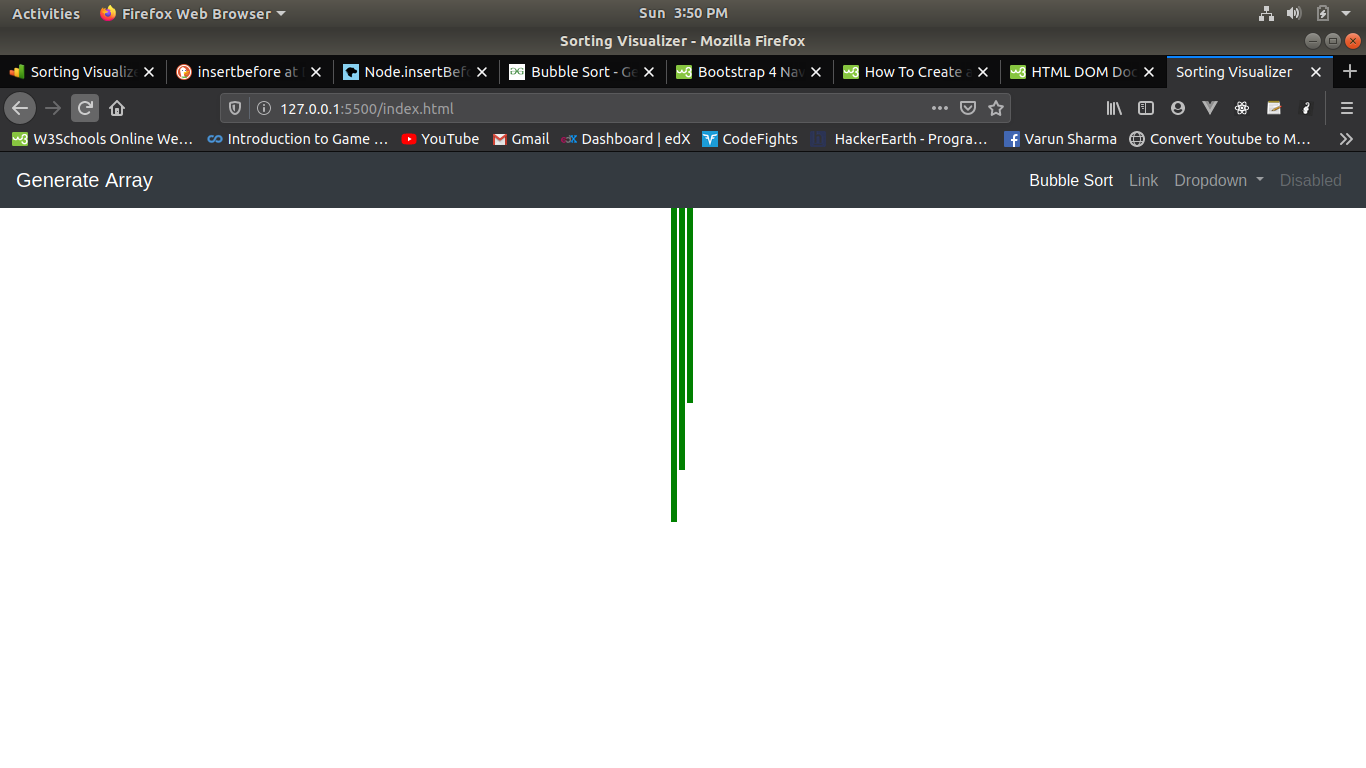 Activities Firefox Web Browser Sun 3:50 PM
Sorting Visualizer - Mozilla Firefox
Sorting Visualiz insertbefore at Node.insertBef Bubble Sort - Ge Bootstrap 4 Nav How To Create a HTML DOM Doc Sorting Visualizer
127.0.0.1:5500/index.html
W3Schools Online We... Introduction to Game ... YouTube Gmail Dashboard | edX CodeFights HackerEarth - Progra... Varun Sharma Convert Youtube to M...
Generate Array Bubble Sort Link Dropdown Disabled